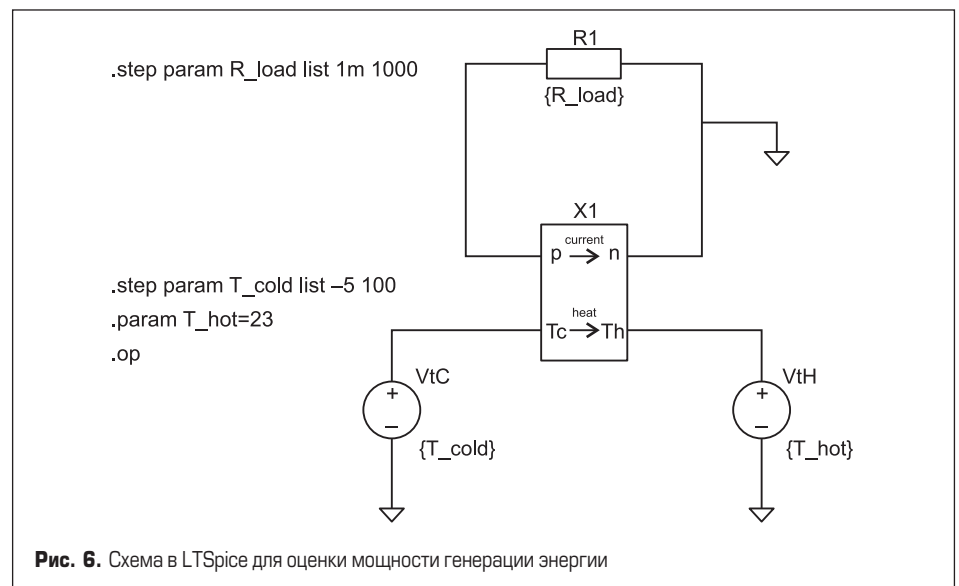 R1
.step param R_load list 1m 1000
{R_load}
X1
current
p n
.step param T_cold list –5 100
.param T_hot=23
heat
Tc Th
.op
VtC
VtH
+
+
–
–
{T_cold}
{T_hot}
Рис. 6. Схема в LTSpice для оценки мощности генерации энергии